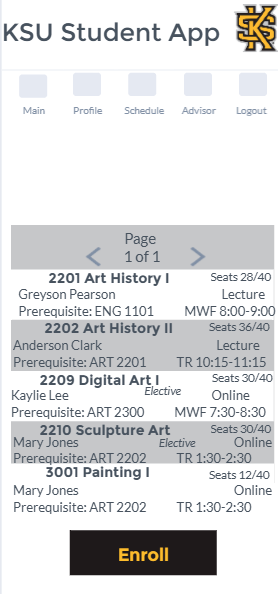 KSU Student App KSU
Main Profile Schedule Advisor Logout
Page
1 of 1
2201 Art History I Seats 28/40
Greyson Pearson Lecture
Prerequisite: ENG 1101 MWF 8:00-9:00
2202 Art History II Seats 36/40
Anderson Clark Lecture
Prerequisite: ART 2201 TR 10:15-11:15
2209 Digital Art I Seats 30/40
Kaylie Lee Elective Online
Prerequisite: ART 2300 MWF 7:30-8:30
2210 Sculpture Art Seats 30/40
Mary Jones Elective Online
Prerequisite: ART 2202 TR 1:30-2:30
3001 Painting I Seats 12/40
Mary Jones Online
Prerequisite: ART 2202 TR 1:30-2:30
Enroll